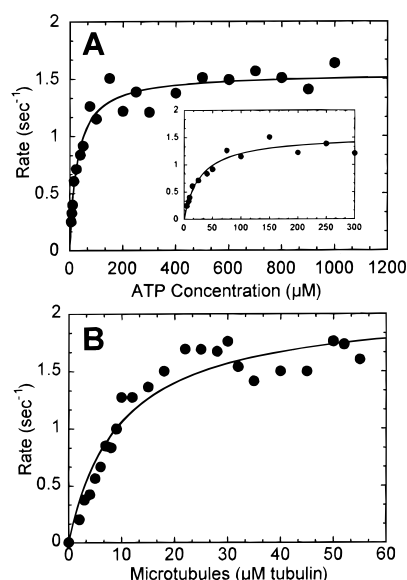 A
2
1.5
1
0.5
0
Rate (sec⁻¹)
2
1.5
1
0.5
0
0 50 100 150 200 250 300
0 200 400 600 800 1000 1200
ATP Concentration (µM)
B
2
1.5
1
0.5
0
Rate (sec⁻¹)
0 10 20 30 40 50 60
Microtubules (µM tubulin)